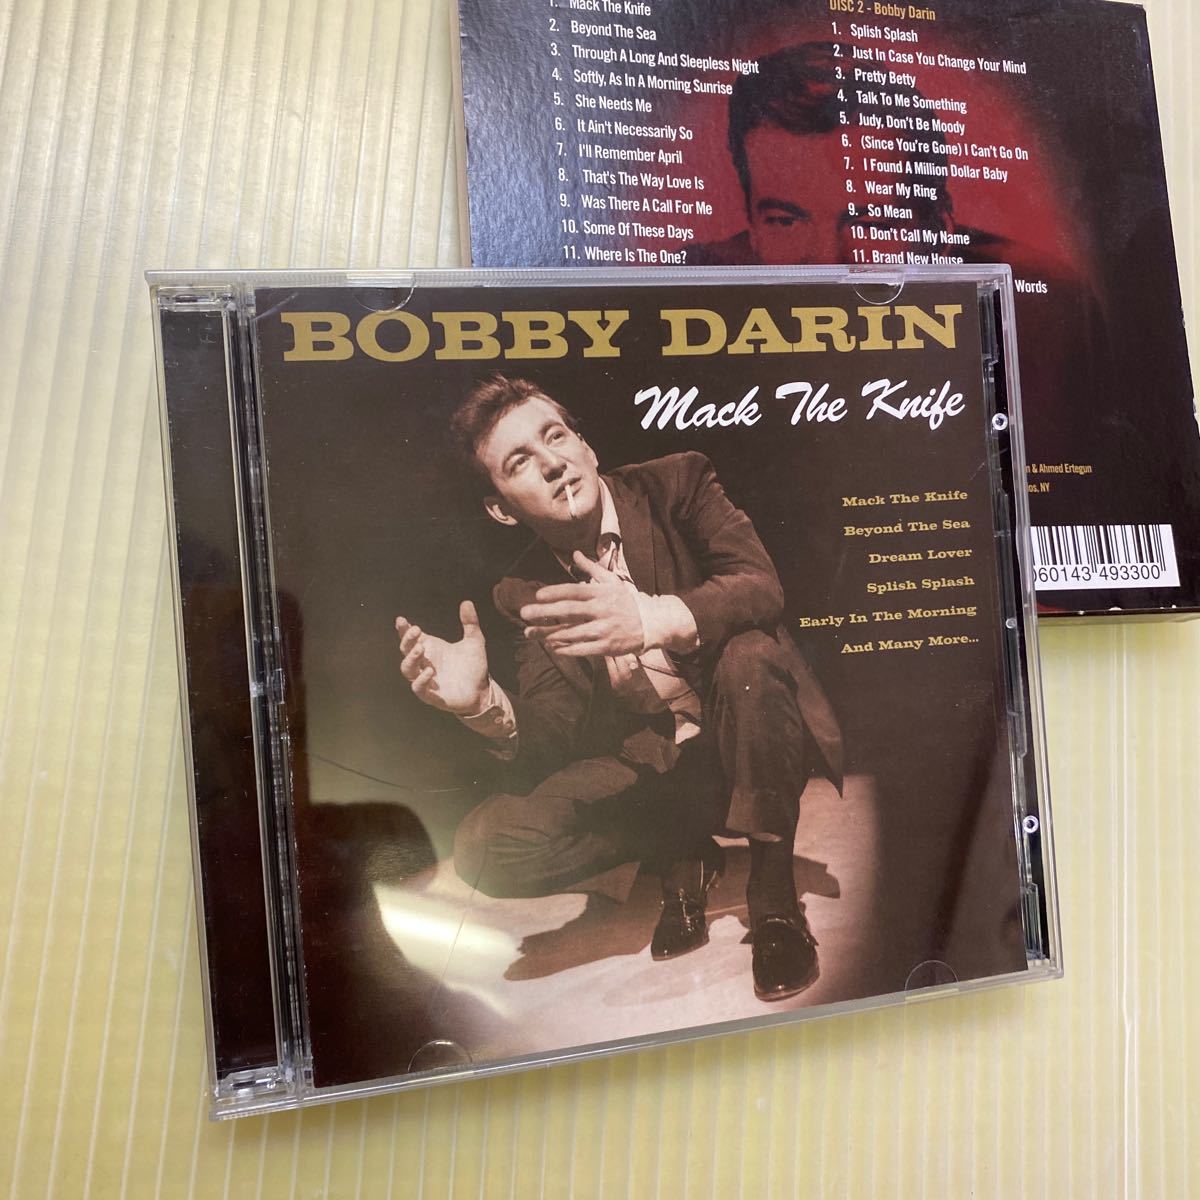 1. Mack The Knife
2. Beyond The Sea
3. Through A Long And Sleepless Night
4. Softly, As In A Morning Sunrise
5. She Needs Me
6. It Ain't Necessarily So
7. I'll Remember April
8. That's The Way Love Is
9. Was There A Call For Me
10. Some Of These Days
11. Where Is The One?
DISC 2 - Bobby Darin
1. Splish Splash
2. Just In Case You Change Your Mind
3. Pretty Betty
4. Talk To Me Something
5. Judy, Don't Be Moody
6. (Since You're Gone) I Can't Go On
7. I Found A Million Dollar Baby
8. Wear My Ring
9. So Mean
10. Don't Call My Name
11. Brand New House
Words
& Ahmed Ertegun
NY
060143 493300
BOBBY DARIN
Mack The Knife
Mack The Knife
Beyond The Sea
Dream Lover
Splish Splash
Early In The Morning
And Many More...